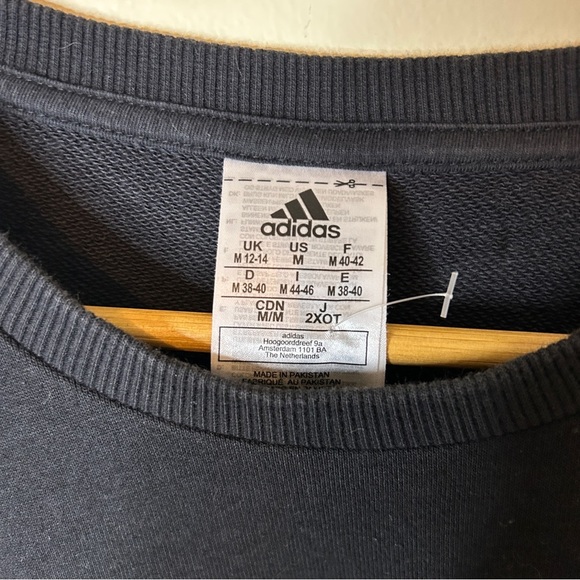 adidas
UK US F
M 12-14 M M 40-42
D I E
M 38-40 M 44-46 M 38-40
CDN J
M/M 2XOT
adidas
Hoogoorddreef 9a
Amsterdam 1101 BA
The Netherlands
MADE IN PAKISTAN
FABRIQUÉ AU PAKISTAN